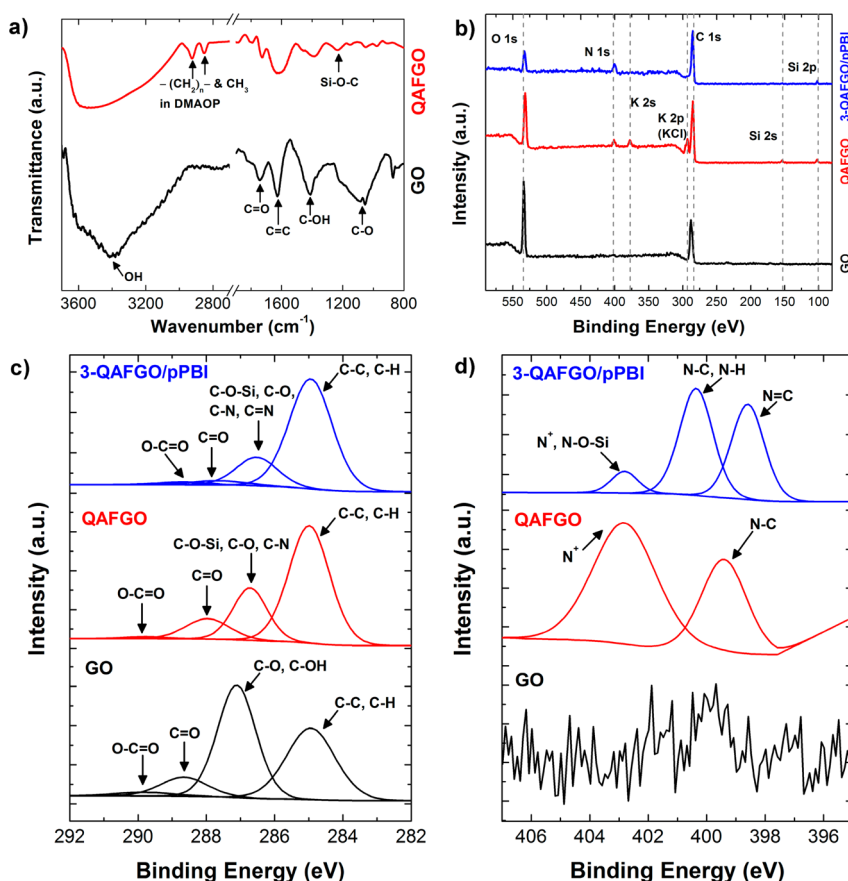 a)
Transmittance (a.u.)
–(CH2)n–& CH3
in DMAOP
Si-O-C
QAFGO
GO
OH
C=O
C=C
C-OH
C-O
3600
3200
2800
1600
1200
800
Wavenumber (cm-1)
b)
Intensity (a.u.)
O 1s
N 1s
C 1s
Si 2p
K 2s
K 2p
(KCl)
Si 2s
3-QAFGO/pPBI
QAFGO
GO
550
500
450
400
350
300
250
200
150
100
Binding Energy (eV)
c)
Intensity (a.u.)
3-QAFGO/pPBI
C-C, C-H
C-O-Si, C-O,
C-N, C=N
C=O
O-C=O
QAFGO
C-C, C-H
C-O-Si, C-O, C-N
C=O
O-C=O
GO
C-O, C-OH
C-C, C-H
C=O
O-C=O
292
290
288
286
284
282
Binding Energy (eV)
d)
Intensity (a.u.)
3-QAFGO/pPBI
N-C, N-H
N=C
N+, N-O-Si
QAFGO
N-C
N+
GO
406
404
402
400
398
396
Binding Energy (eV)